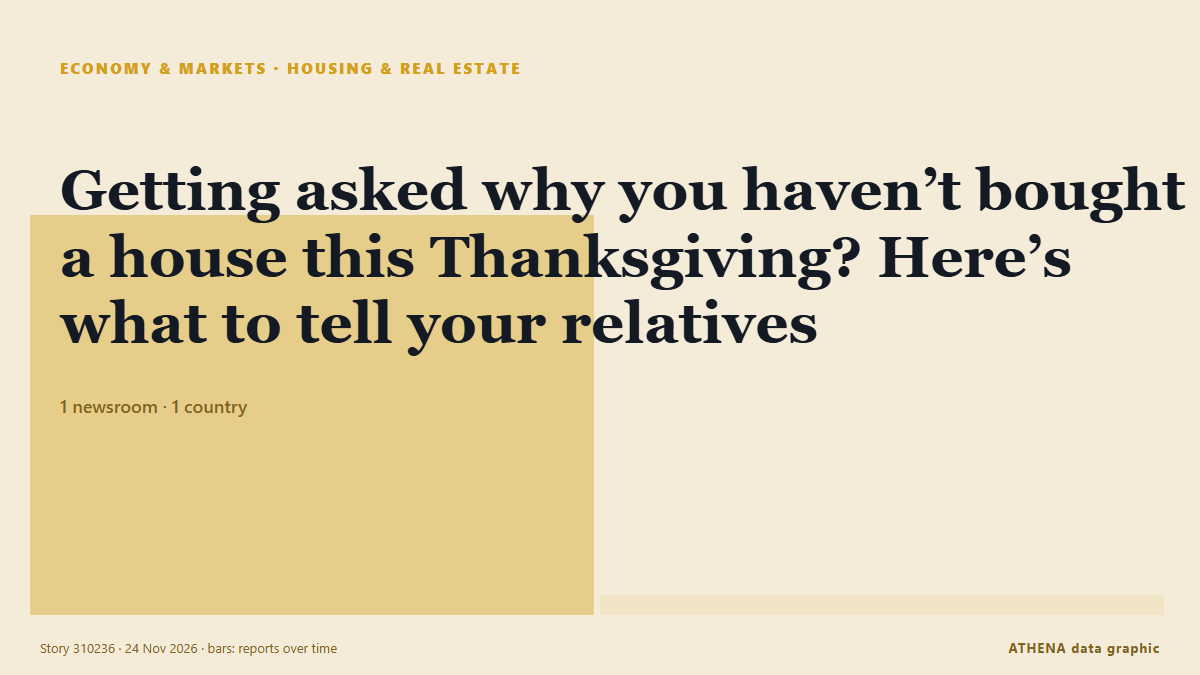 ECONOMY & MARKETS · HOUSING & REAL ESTATE
Getting asked why you haven’t bought
a house this Thanksgiving? Here’s
what to tell your relatives
1 newsroom · 1 country
Story 310236 · 24 Nov 2026 · bars: reports over time
ATHENA data graphic